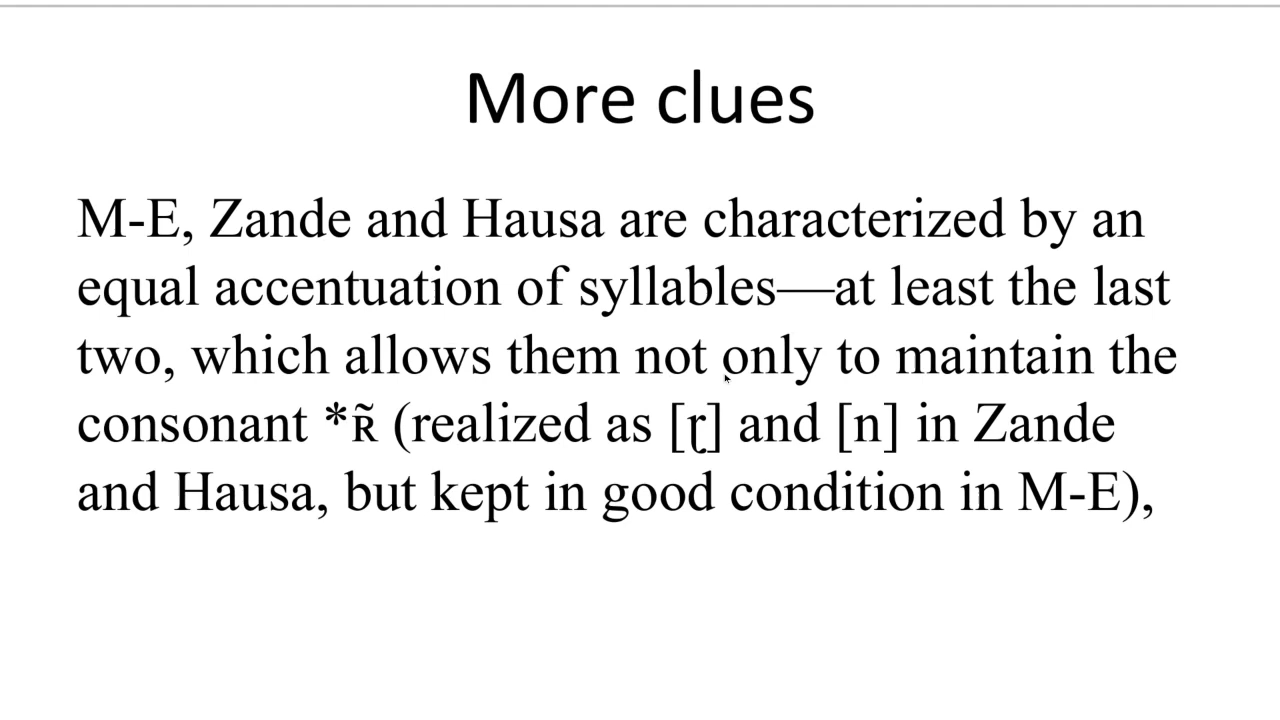 More clues
M-E, Zande and Hausa are characterized by an
equal accentuation of syllables—at least the last
two, which allows them not only to maintain the
consonant *ʀ̃ (realized as [ɽ] and [n] in Zande
and Hausa, but kept in good condition in M-E),